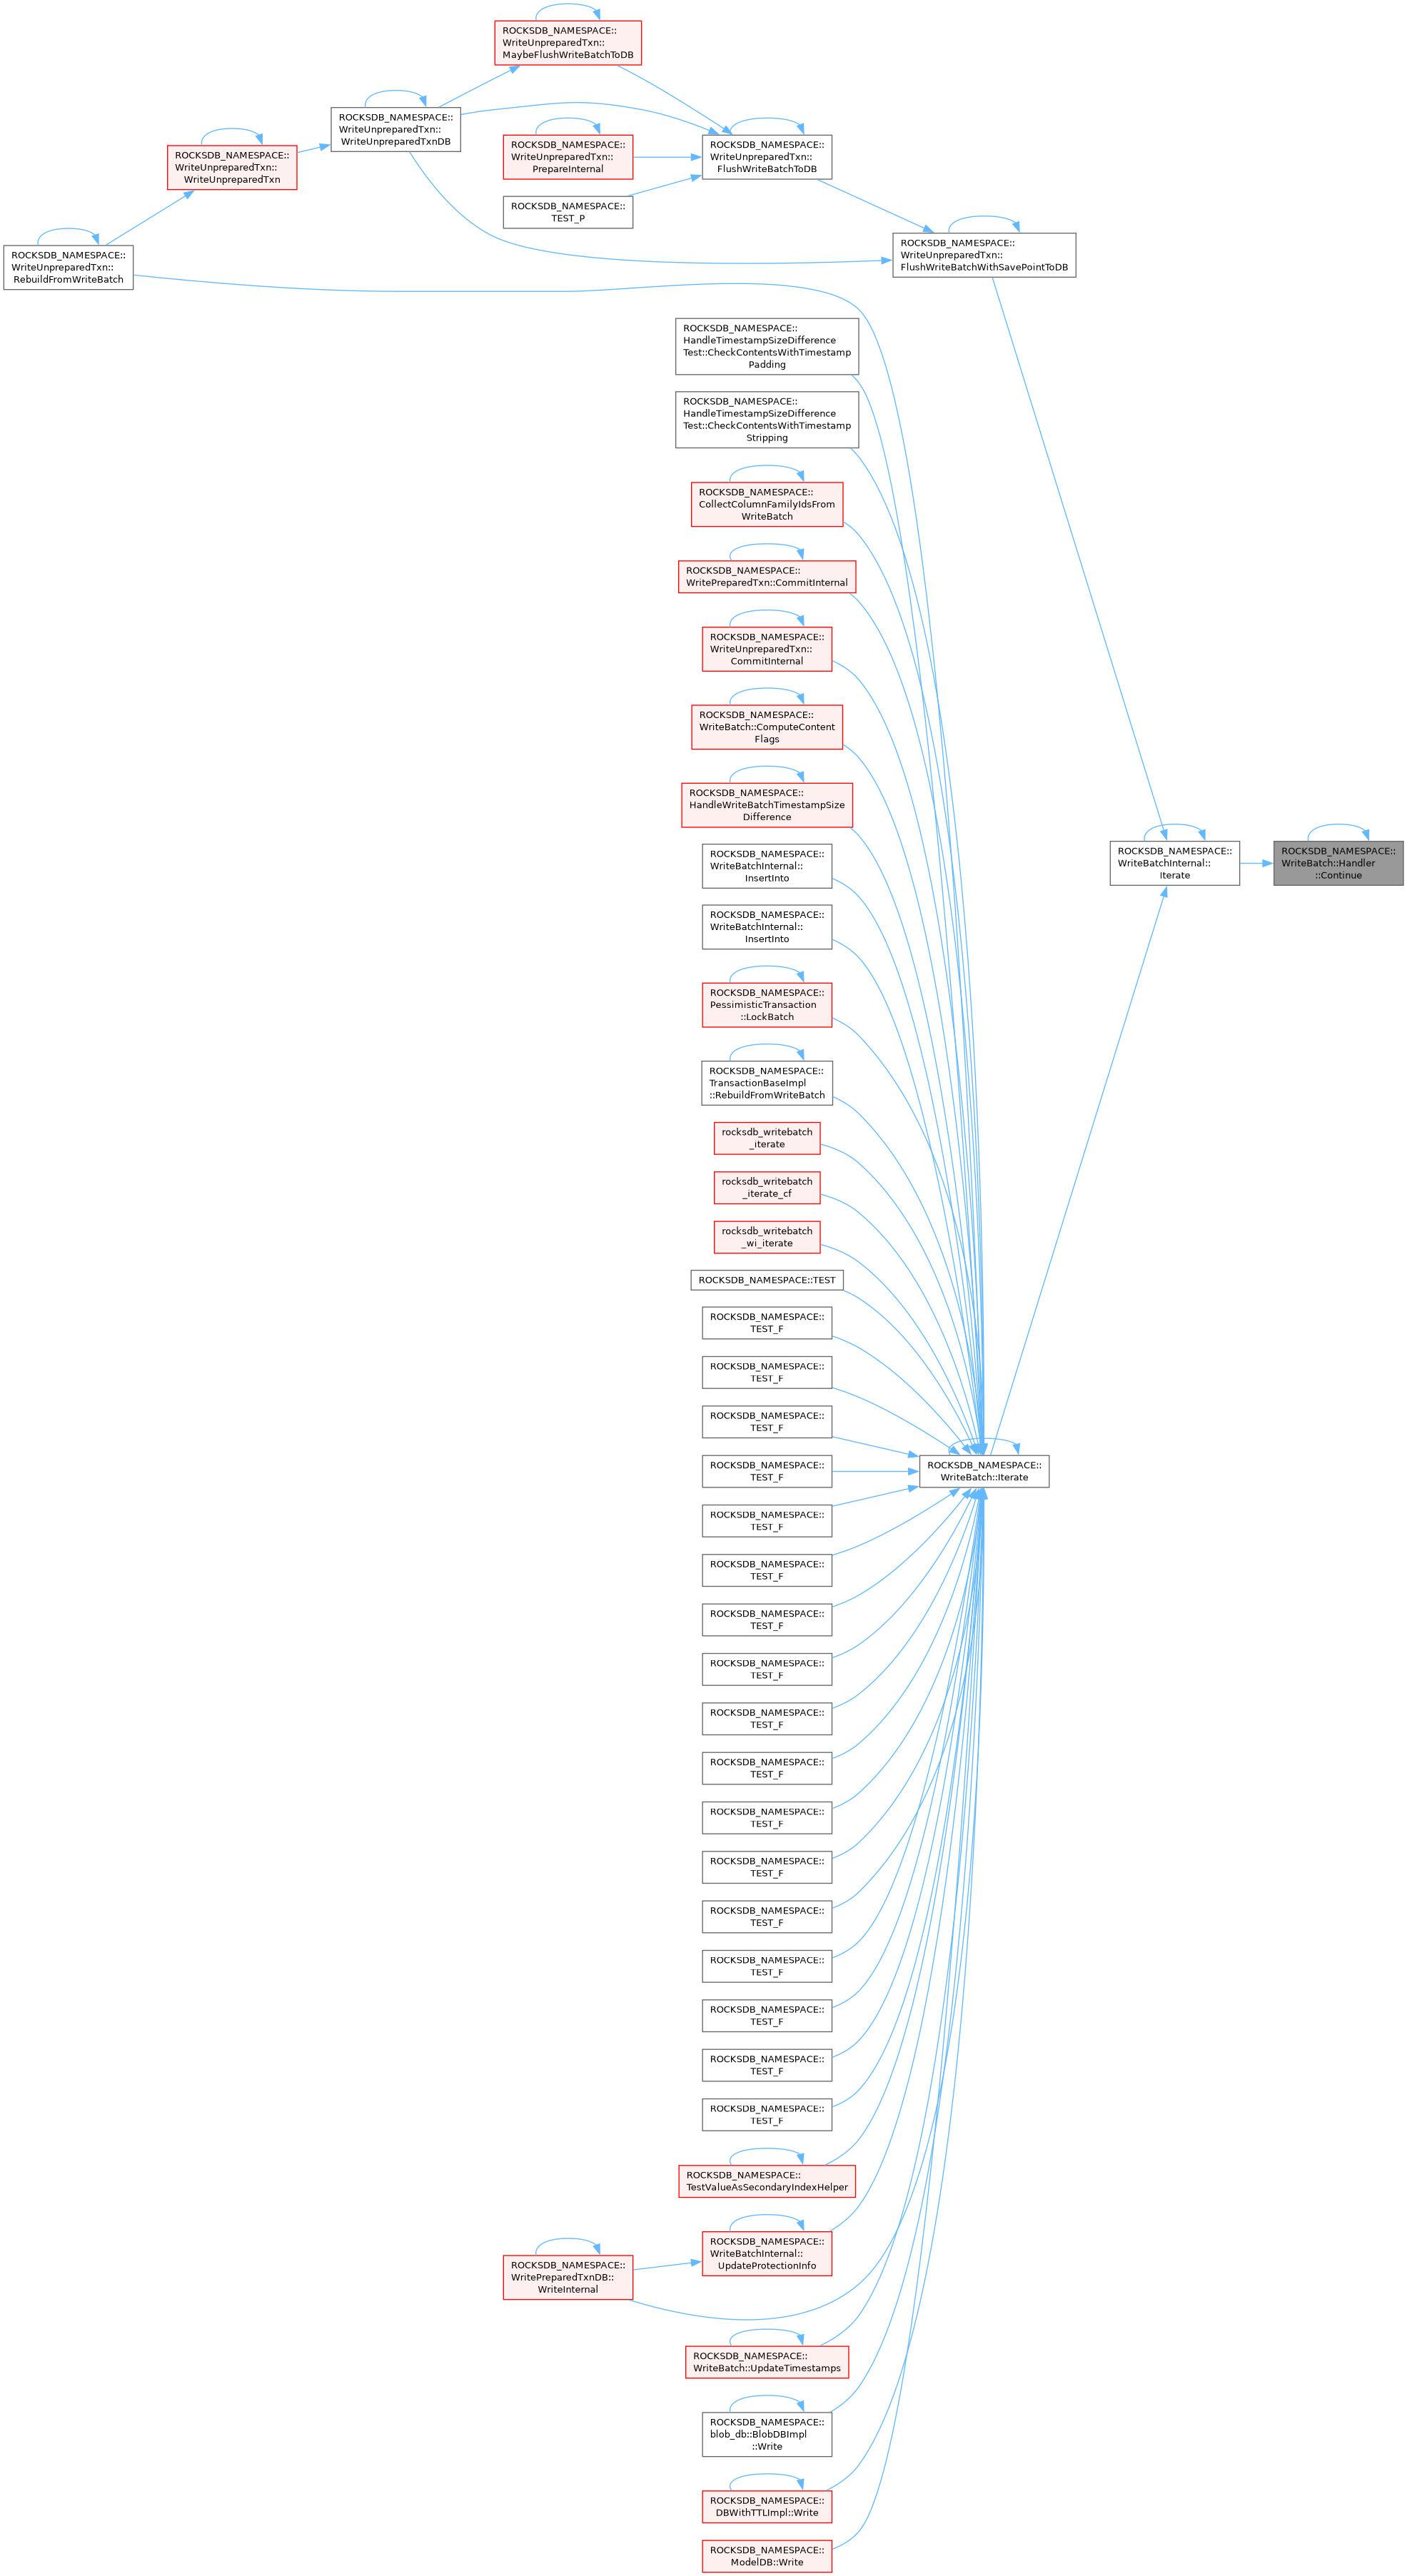 ROCKSDB_NAMESPACE::
WriteUnpreparedTxn::
MaybeFlushWriteBatchToDB
ROCKSDB_NAMESPACE::
WriteUnpreparedTxn::
WriteUnpreparedTxnDB
ROCKSDB_NAMESPACE::
WriteUnpreparedTxn::
PrepareInternal
ROCKSDB_NAMESPACE::
WriteUnpreparedTxn::
FlushWriteBatchToDB
ROCKSDB_NAMESPACE::
WriteUnpreparedTxn::
WriteUnpreparedTxn
ROCKSDB_NAMESPACE::
TEST_P
ROCKSDB_NAMESPACE::
WriteUnpreparedTxn::
FlushWriteBatchWithSavePointToDB
ROCKSDB_NAMESPACE::
WriteUnpreparedTxn::
RebuildFromWriteBatch
ROCKSDB_NAMESPACE::
HandleTimestampSizeDifference
Test::CheckContentsWithTimestamp
Padding
ROCKSDB_NAMESPACE::
HandleTimestampSizeDifference
Test::CheckContentsWithTimestamp
Stripping
ROCKSDB_NAMESPACE::
CollectColumnFamilyIdsFrom
WriteBatch
ROCKSDB_NAMESPACE::
WritePreparedTxn::CommitInternal
ROCKSDB_NAMESPACE::
WriteUnpreparedTxn::
CommitInternal
ROCKSDB_NAMESPACE::
WriteBatch::ComputeContent
Flags
ROCKSDB_NAMESPACE::
HandleWriteBatchTimestampSize
Difference
ROCKSDB_NAMESPACE::
WriteBatchInternal::
InsertInto
ROCKSDB_NAMESPACE::
WriteBatchInternal::
Iterate
ROCKSDB_NAMESPACE::
WriteBatch::Handler
::Continue
ROCKSDB_NAMESPACE::
WriteBatchInternal::
InsertInto
ROCKSDB_NAMESPACE::
PessimisticTransaction
::LockBatch
ROCKSDB_NAMESPACE::
TransactionBaseImpl
::RebuildFromWriteBatch
rocksdb_writebatch
_iterate
rocksdb_writebatch
_iterate_cf
rocksdb_writebatch
_wi_iterate
ROCKSDB_NAMESPACE::TEST
ROCKSDB_NAMESPACE::
TEST_F
ROCKSDB_NAMESPACE::
TEST_F
ROCKSDB_NAMESPACE::
TEST_F
ROCKSDB_NAMESPACE::
TEST_F
ROCKSDB_NAMESPACE::
WriteBatch::Iterate
ROCKSDB_NAMESPACE::
TEST_F
ROCKSDB_NAMESPACE::
TEST_F
ROCKSDB_NAMESPACE::
TEST_F
ROCKSDB_NAMESPACE::
TEST_F
ROCKSDB_NAMESPACE::
TEST_F
ROCKSDB_NAMESPACE::
TEST_F
ROCKSDB_NAMESPACE::
TEST_F
ROCKSDB_NAMESPACE::
TEST_F
ROCKSDB_NAMESPACE::
TEST_F
ROCKSDB_NAMESPACE::
TEST_F
ROCKSDB_NAMESPACE::
TEST_F
ROCKSDB_NAMESPACE::
TEST_F
ROCKSDB_NAMESPACE::
TEST_F
ROCKSDB_NAMESPACE::
TestValueAsSecondaryIndexHelper
ROCKSDB_NAMESPACE::
WriteBatchInternal::
UpdateProtectionInfo
ROCKSDB_NAMESPACE::
WritePreparedTxnDB::
WriteInternal
ROCKSDB_NAMESPACE::
WriteBatch::UpdateTimestamps
ROCKSDB_NAMESPACE::
blob_db::BlobDBImpl
::Write
ROCKSDB_NAMESPACE::
DBWithTTLImpl::Write
ROCKSDB_NAMESPACE::
ModelDB::Write